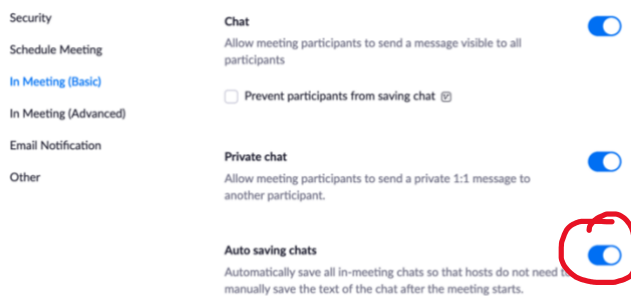 Security
Schedule Meeting
In Meeting (Basic)
In Meeting (Advanced)
Email Notification
Other
Chat
Allow meeting participants to send a message visible to all
participants
Prevent participants from saving chat
Private chat
Allow meeting participants to send a private 1:1 message to
another participant.
Auto saving chats
Automatically save all in-meeting chats so that hosts do not need
manually save the text of the chat after the meeting starts.